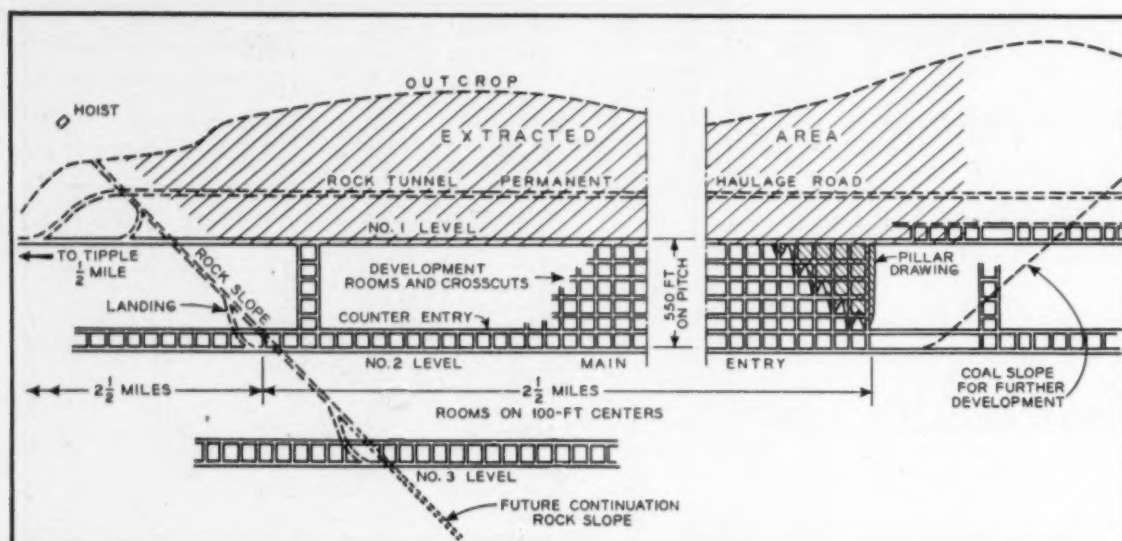 OUTCROP
HOIST
EXTRACTED AREA
ROCK TUNNEL PERMANENT HAULAGE ROAD
NO. 1 LEVEL
TO TIPPLE
1/2 MILE
ROCK SLOPE
DEVELOPMENT
ROOMS AND CROSSCUTS
550 FT
ON PITCH
PILLAR
DRAWING
LANDING
COUNTER ENTRY
NO. 2 LEVEL MAIN ENTRY
COAL SLOPE
FOR FURTHER
DEVELOPMENT
2 1/2 MILES
2 1/2 MILES
ROOMS ON 100-FT CENTERS
NO. 3 LEVEL
FUTURE CONTINUATION
ROCK SLOPE